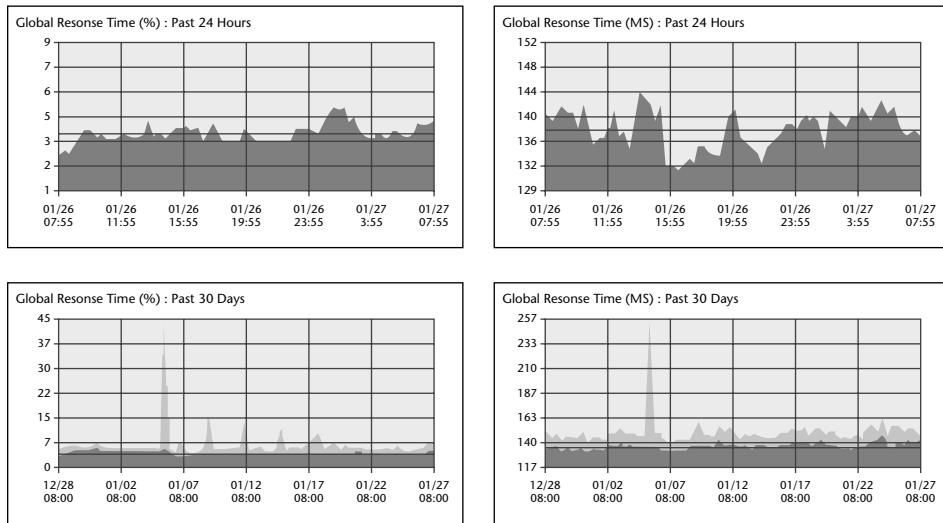 Global Resonse Time (%) : Past 24 Hours
9
7
6
5
3
3
2
1
01/26 01/26 01/26 01/26 01/26 01/27 01/27
07:55 11:55 15:55 19:55 23:55 3:55 07:55
Global Resonse Time (MS) : Past 24 Hours
152
148
144
140
138
136
132
129
01/26 01/26 01/26 01/26 01/26 01/27 01/27
07:55 11:55 15:55 19:55 23:55 3:55 07:55
Global Resonse Time (%) : Past 30 Days
45
37
30
22
15
7
4
0
12/28 01/02 01/07 01/12 01/17 01/22 01/27
08:00 08:00 08:00 08:00 08:00 08:00 08:00
Global Resonse Time (MS) : Past 30 Days
257
233
210
187
163
140
136
117
12/28 01/02 01/07 01/12 01/17 01/22 01/27
08:00 08:00 08:00 08:00 08:00 08:00 08:00